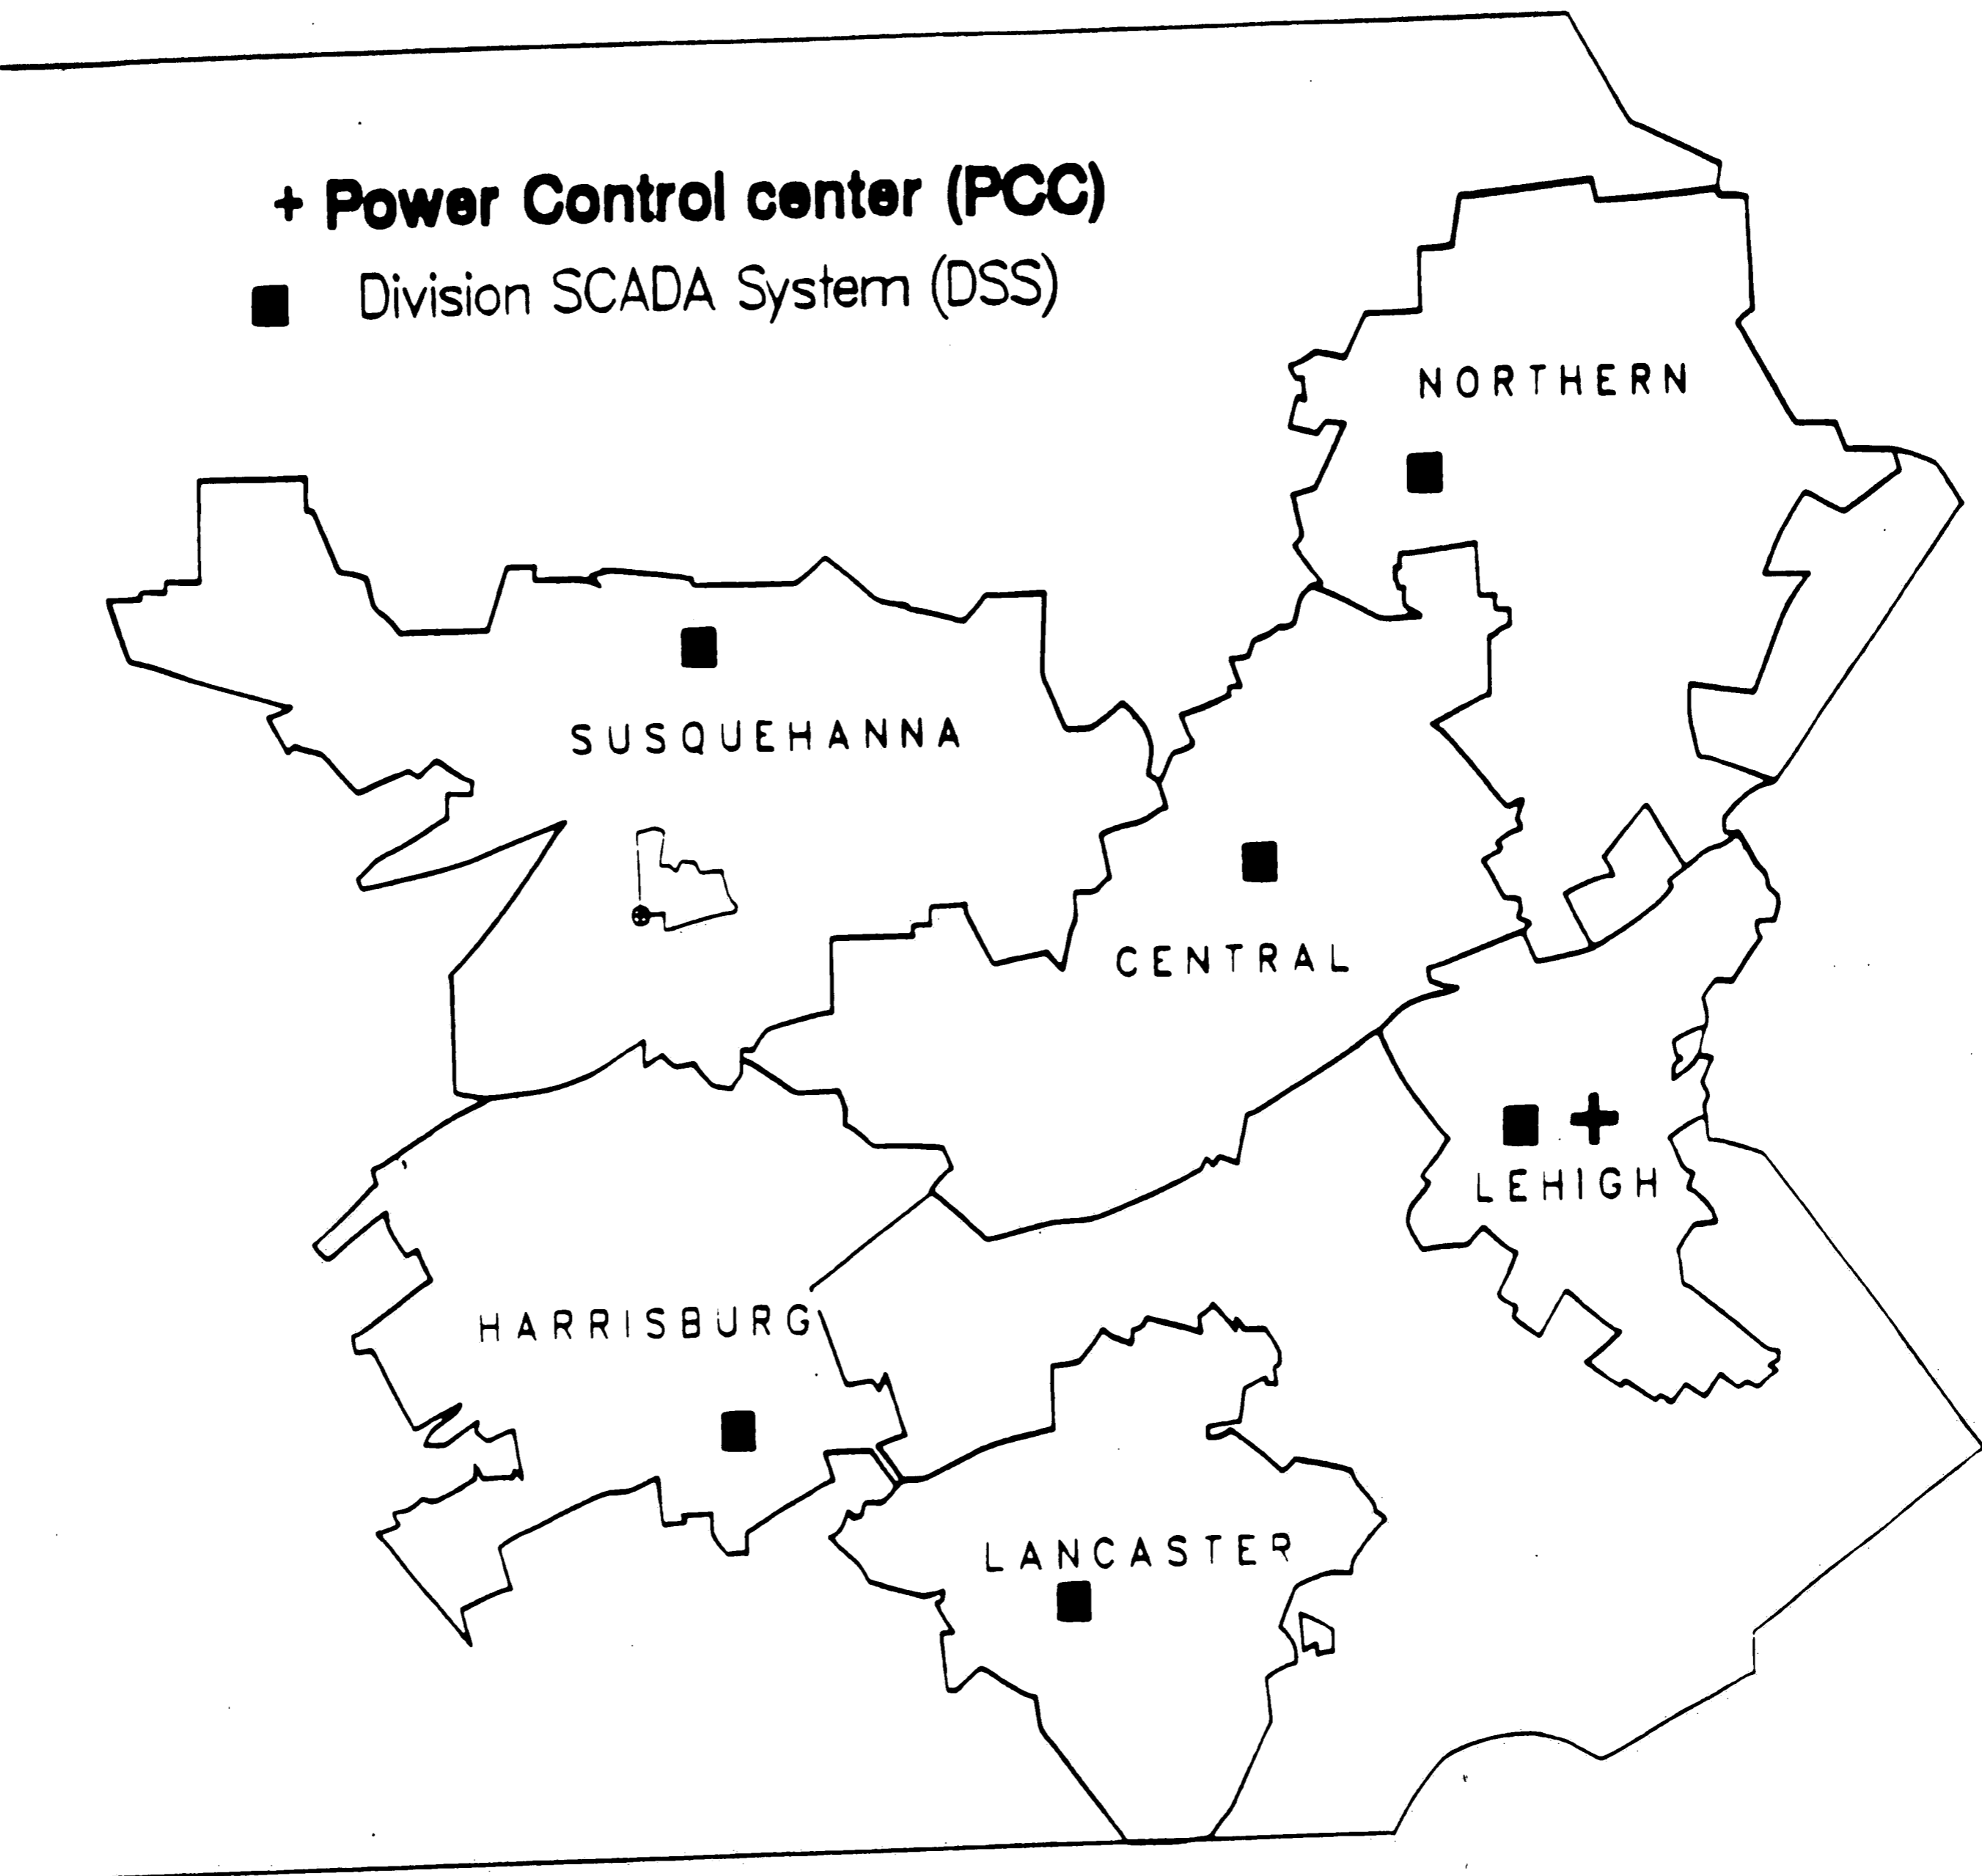 + Power Control center (PCC)
Division SCADA System (DSS)
NORTHERN
SUSQUEHANNA
CENTRAL
LEHIGH
HARRISBURG
LANCASTER